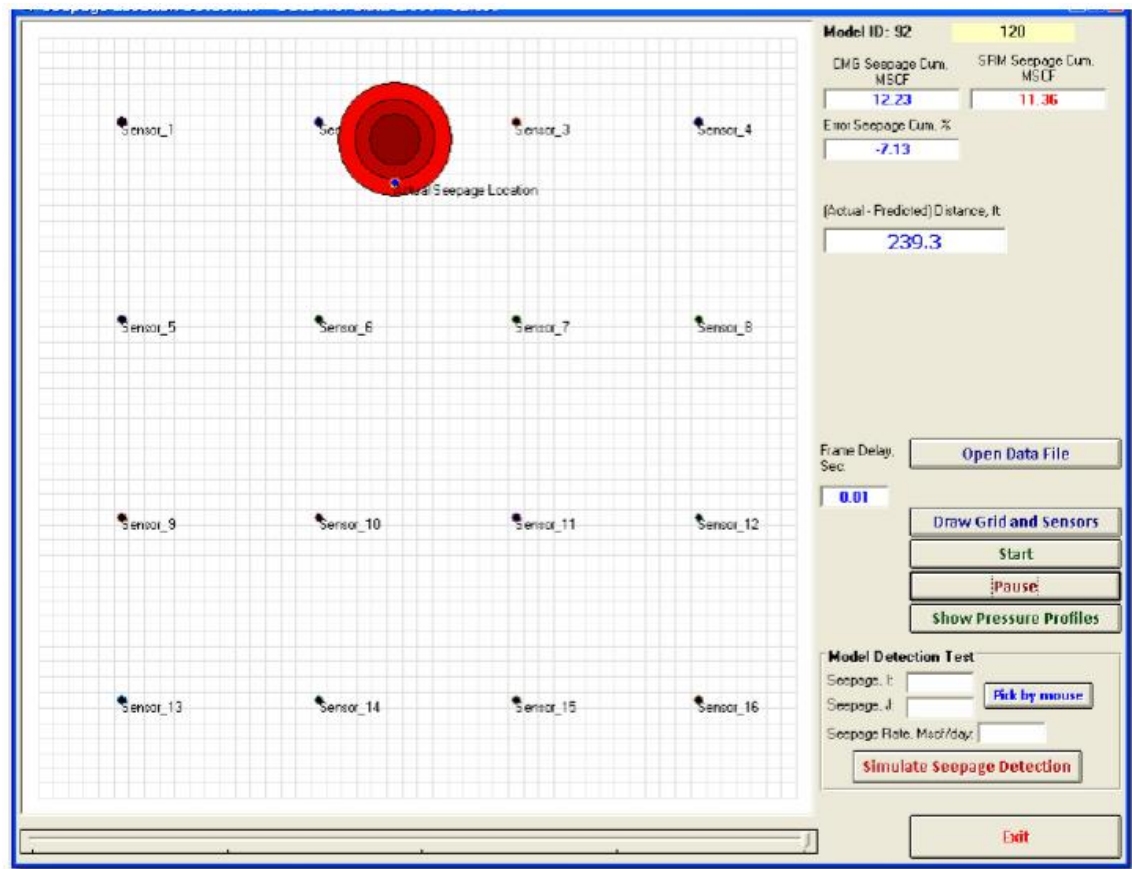 Model ID: 92
120
CMG Seepage Cum, MSCF
SRM Seepage Cum, MSCF
12.23
11.36
Error Seepage Cum, %
-7.13
Sensor_1
Sensor_3
Sensor_4
Actual Seepage Location
(Actual - Predicted) Distance, ft
239.3
Sensor_5
Sensor_6
Sensor_7
Sensor_8
Frame Delay, Sec:
0.01
Open Data File
Sensor_9
Sensor_10
Sensor_11
Sensor_12
Draw Grid and Sensors
Start
Pause
Show Pressure Profiles
Model Detection Test
Seepage, I:
Seepage, J:
Pick by mouse
Seepage Rate, Mscf/day:
Simulate Seepage Detection
Sensor_13
Sensor_14
Sensor_15
Sensor_16
Exit